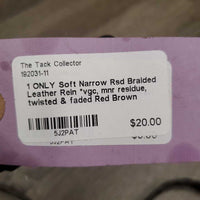 The Tack Collector
192031-11
1 ONLY Soft Narrow Rsd Braided
Leather Rein *vgc, mnr residue,
twisted & faded Red Brown
$20.00
5J2PAT
5J2PAT